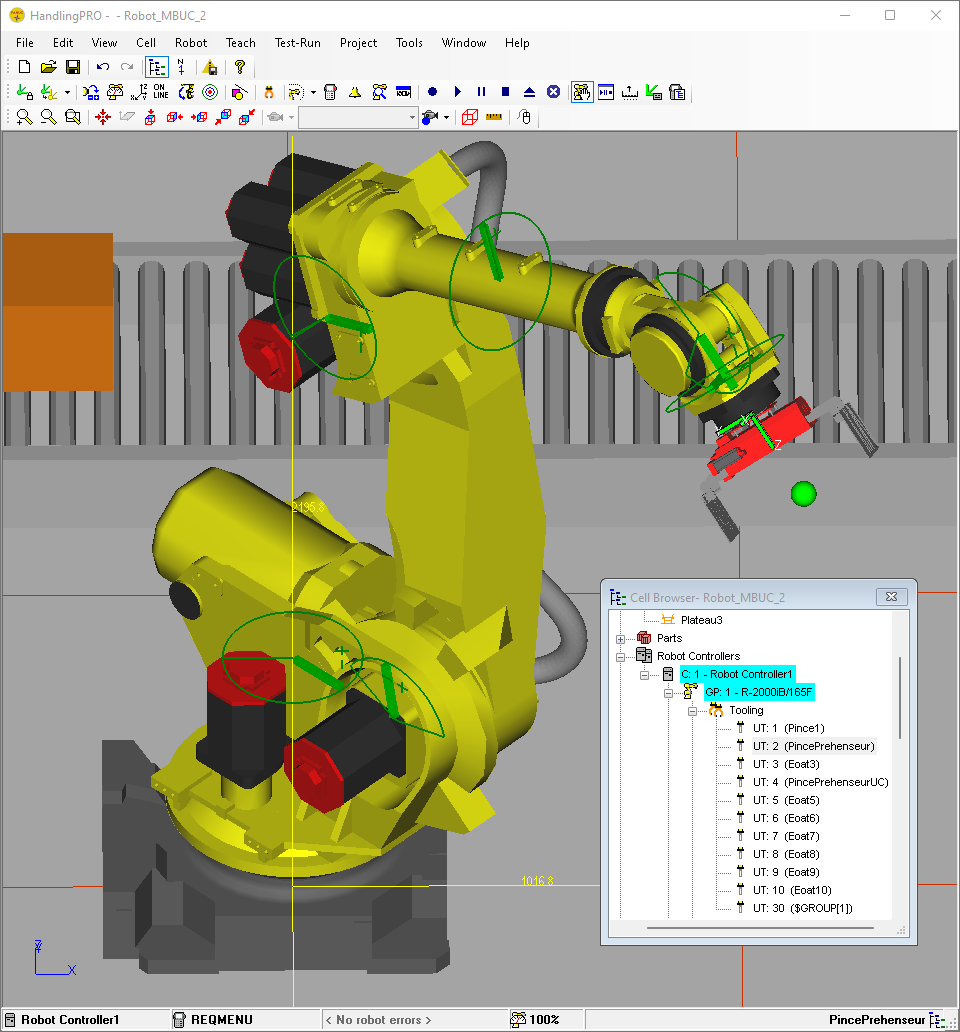 HandlingPRO - - Robot_MBUC_2
File Edit View Cell Robot Teach Test-Run Project Tools Window Help
ON
LINE
2195.8
X
Z
Cell Browser- Robot_MBUC_2
Plateau3
Parts
Robot Controllers
C: 1 - Robot Controller1
GP: 1 - R-2000iB/165F
Tooling
UT: 1 (Pince1)
UT: 2 (PincePrehenseur)
UT: 3 (Eoat3)
UT: 4 (PincePrehenseurUC)
UT: 5 (Eoat5)
UT: 6 (Eoat6)
UT: 7 (Eoat7)
UT: 8 (Eoat8)
UT: 9 (Eoat9)
UT: 10 (Eoat10)
UT: 30 ($GROUP[1])
1016.8
X
Robot Controller1 REQMENU < No robot errors > 100% PincePrehenseur